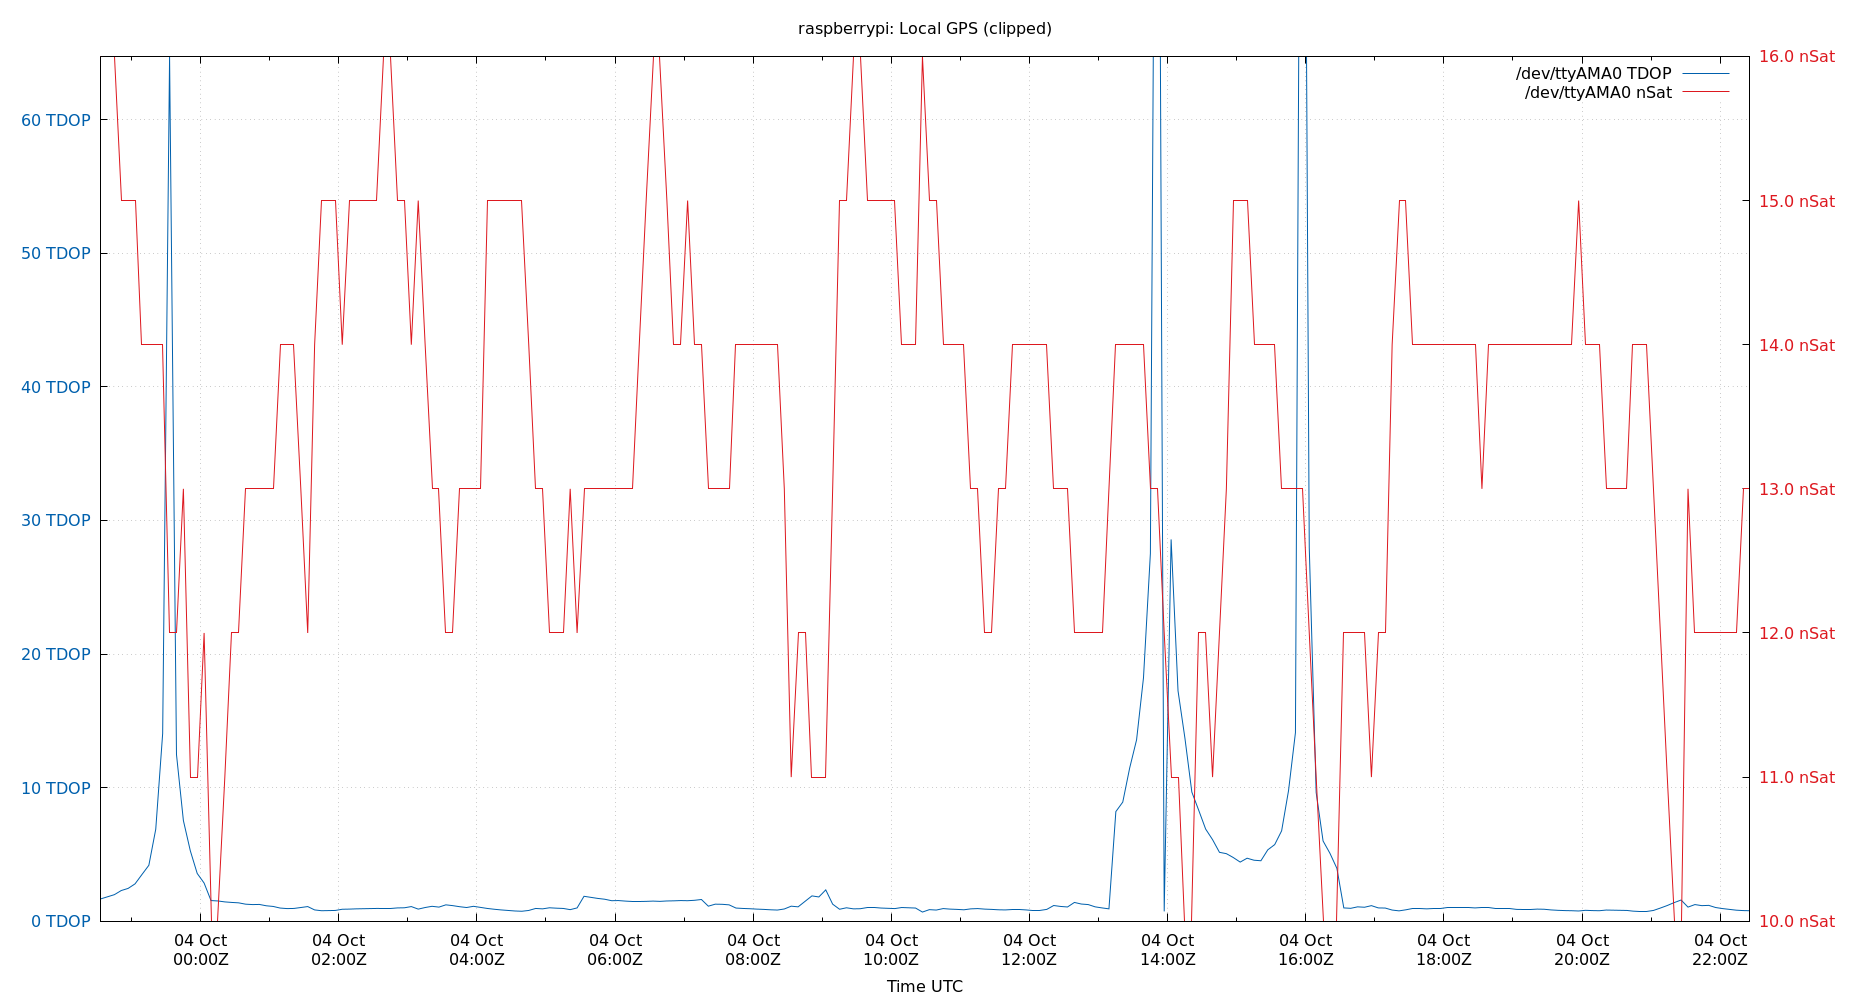 raspberrypi: Local GPS (clipped)
/dev/ttyAMA0 TDOP
/dev/ttyAMA0 nSat
60 TDOP
50 TDOP
40 TDOP
30 TDOP
20 TDOP
10 TDOP
0 TDOP
16.0 nSat
15.0 nSat
14.0 nSat
13.0 nSat
12.0 nSat
11.0 nSat
10.0 nSat
04 Oct 04 Oct 04 Oct 04 Oct 04 Oct 04 Oct 04 Oct 04 Oct 04 Oct 04 Oct 04 Oct 04 Oct
00:00Z 02:00Z 04:00Z 06:00Z 08:00Z 10:00Z 12:00Z 14:00Z 16:00Z 18:00Z 20:00Z 22:00Z
Time UTC